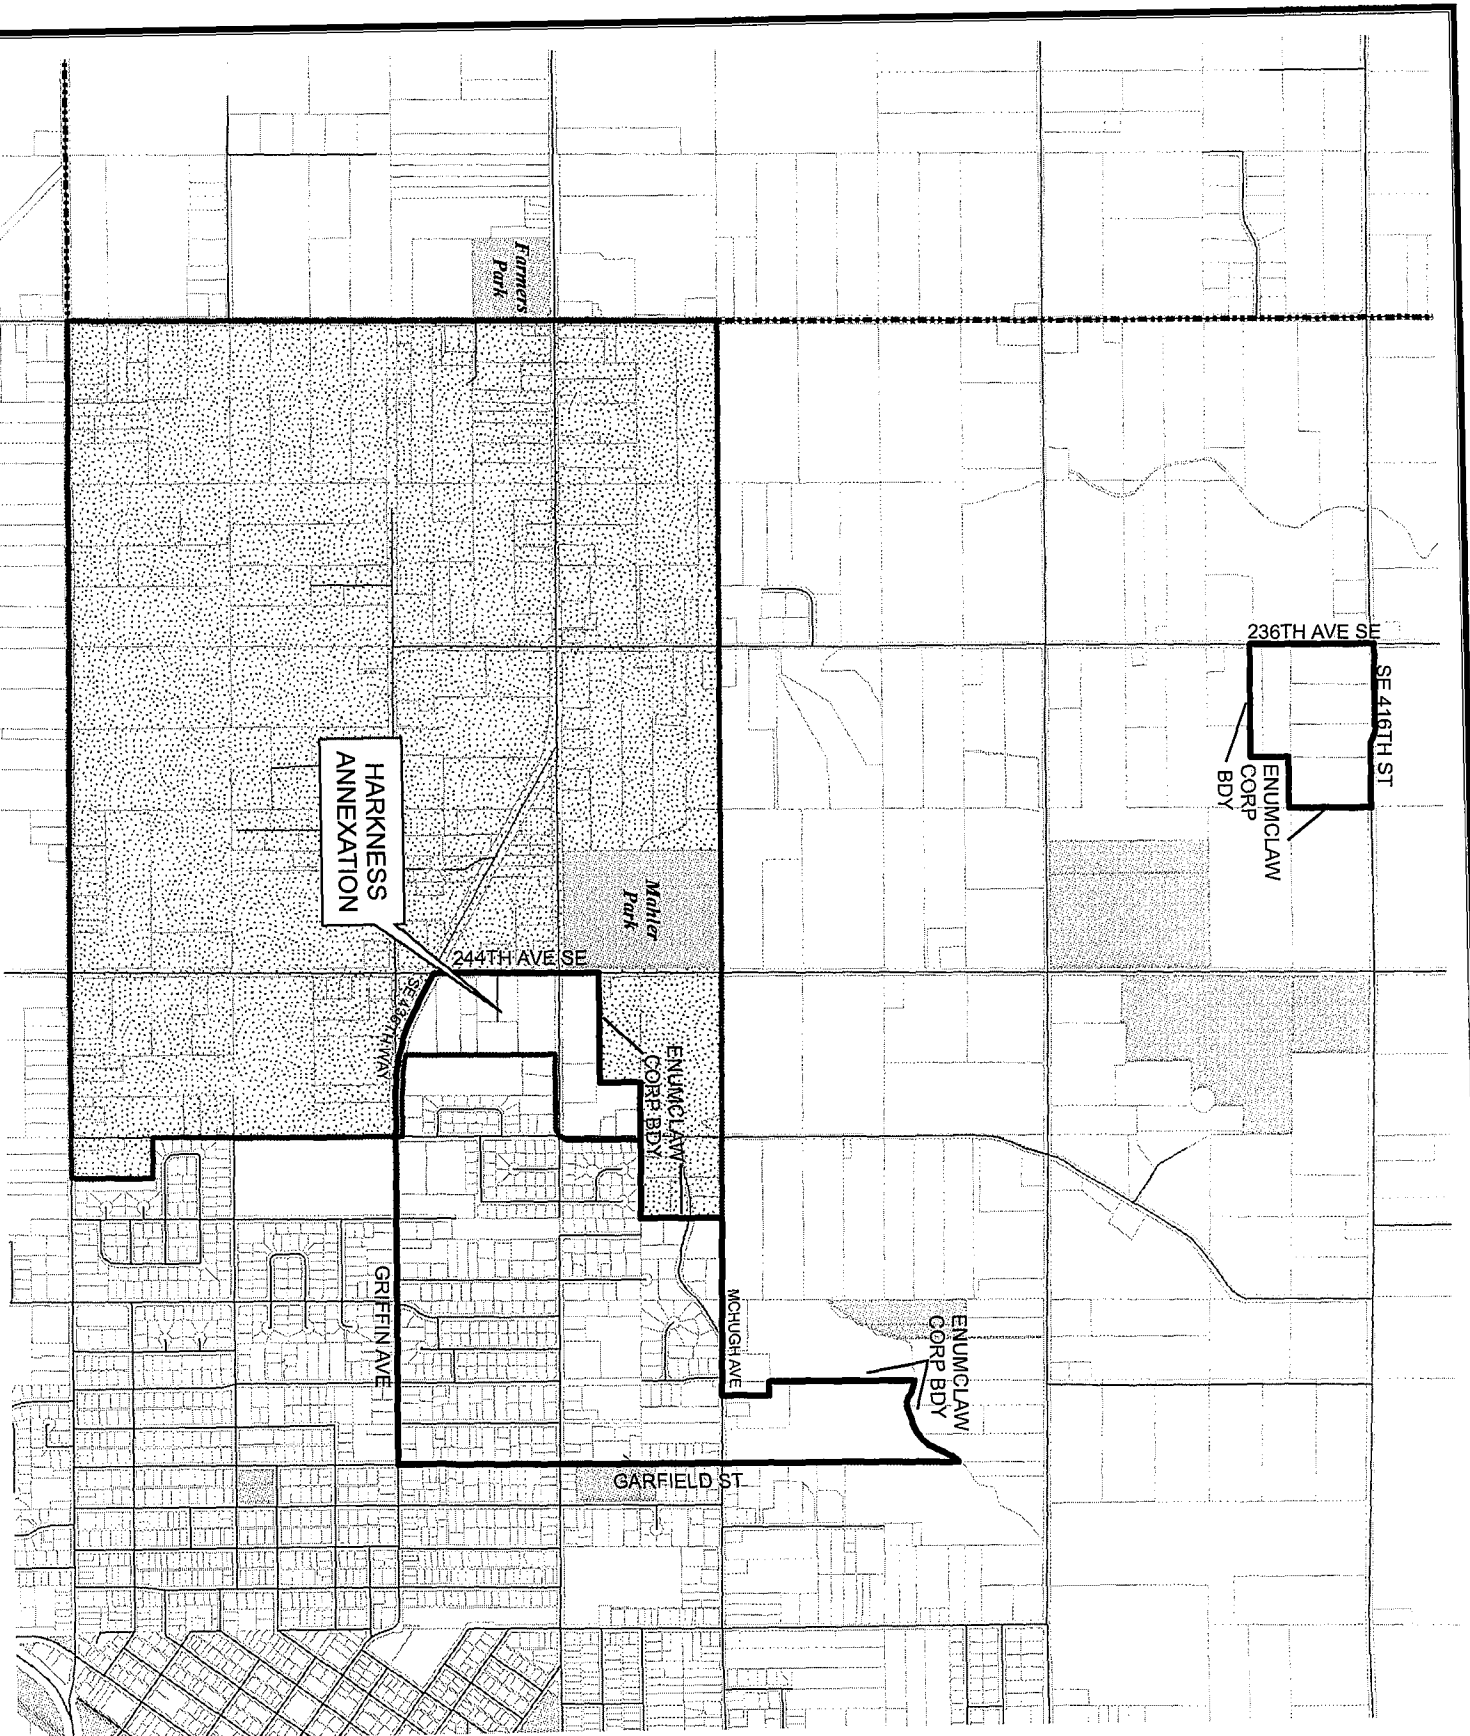 236TH AVE SE
SE 416TH ST
ENUMCLAW
CORP
BDY
Farmers
Park
Mahler
Park
HARKNESS
ANNEXATION
244TH AVE SE
SE 436TH WAY
ENUMCLAW
CORP BDY
ENUMCLAW
CORP BDY
MCHUGH AVE
GRIFFIN AVE
GARFIELD ST